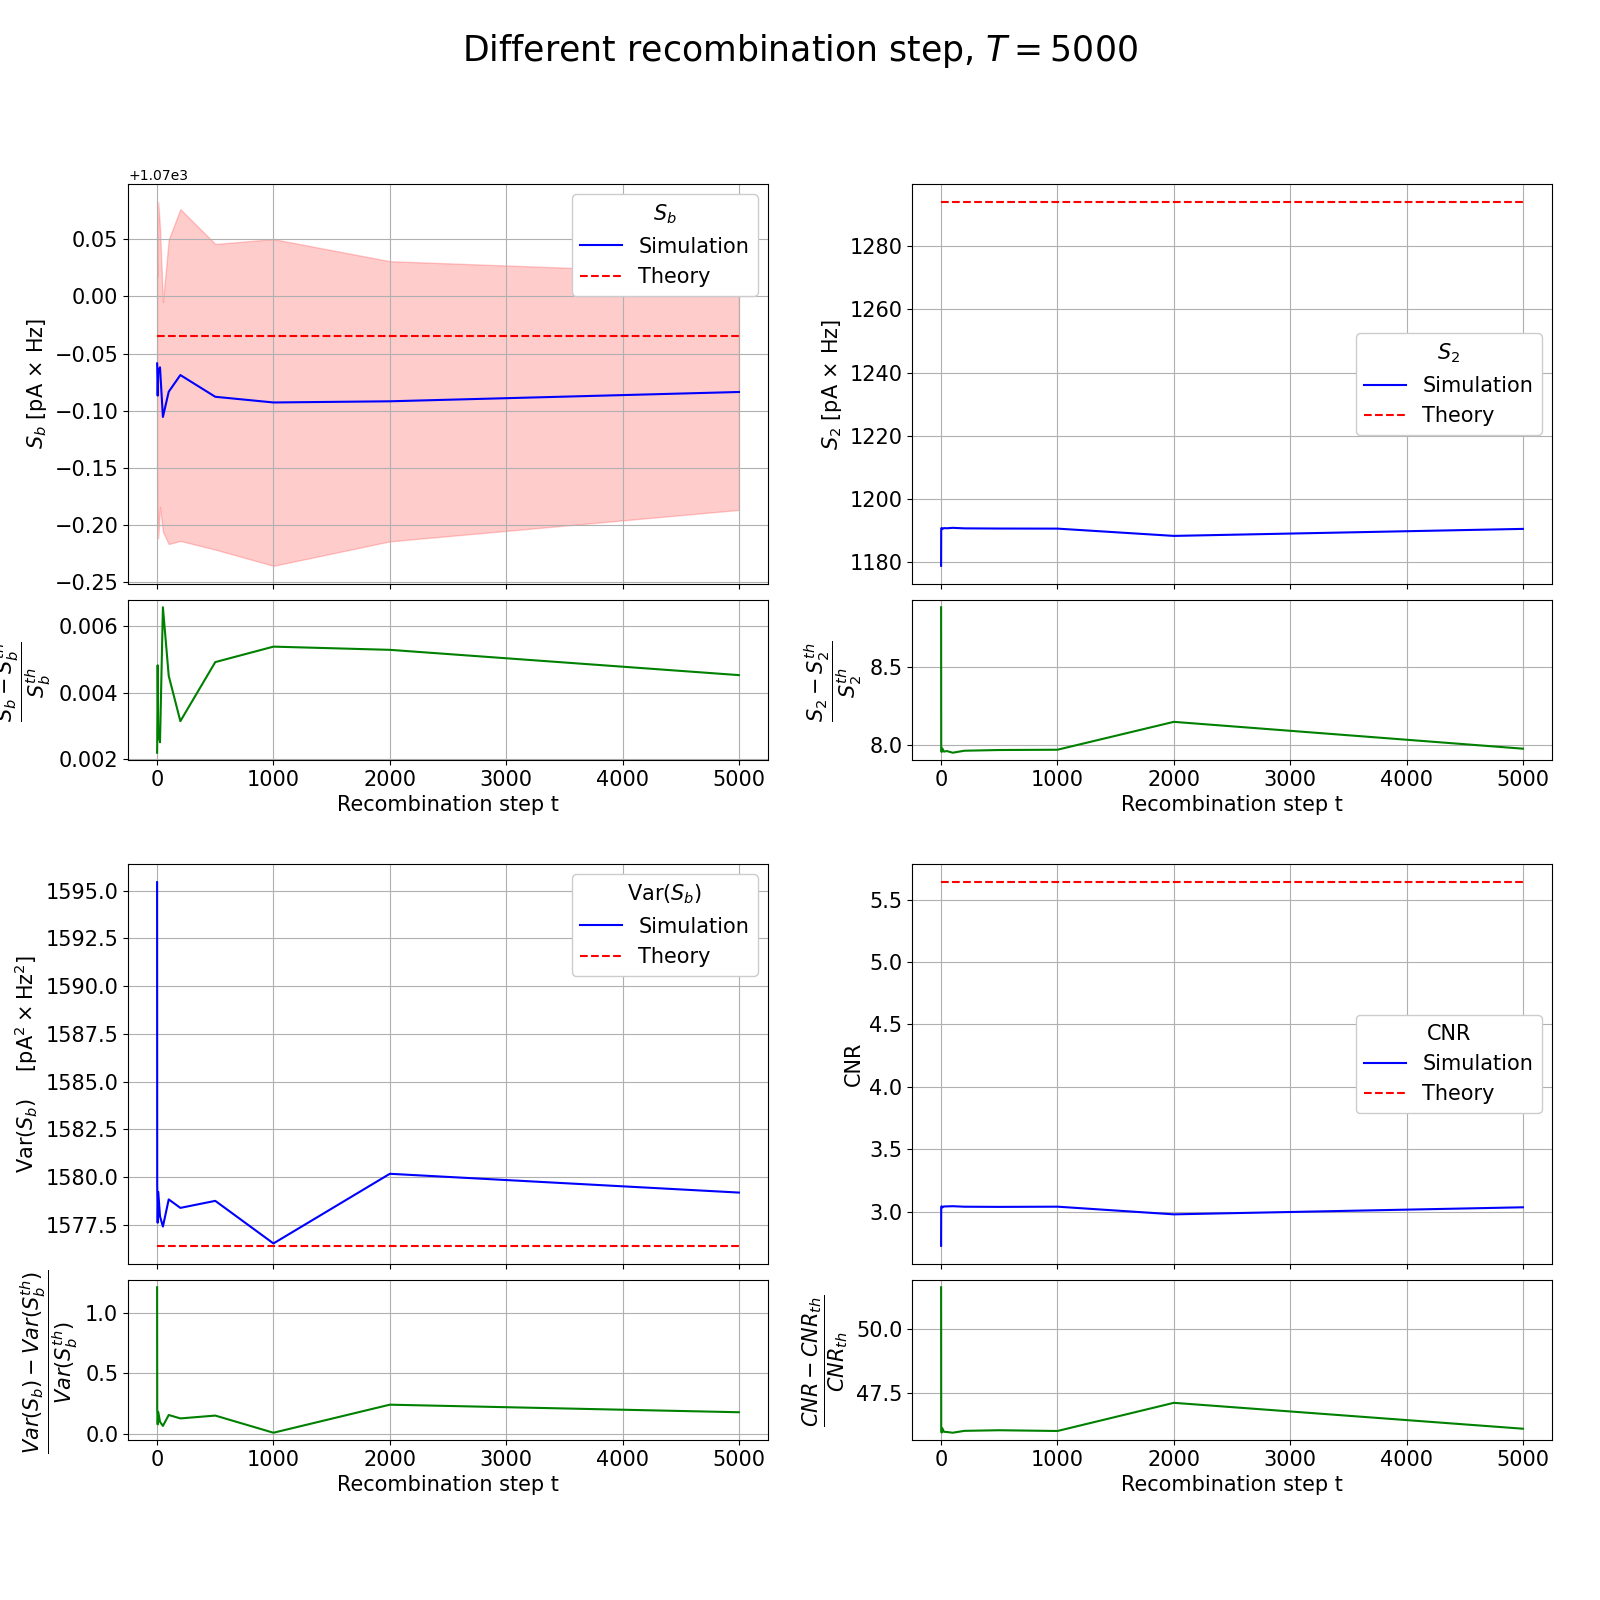 Different recombination step, T = 5000
+1.07e3
0.05
0.00
−0.05
−0.10
−0.15
−0.20
−0.25
S_b [pA × Hz]
S_b
Simulation
Theory
1280
1260
1240
1220
1200
1180
S_2 [pA × Hz]
S_2
Simulation
Theory
0.006
0.004
0.002
S_b − S_b^th
S_b^th
0 1000 2000 3000 4000 5000
Recombination step t
8.5
8.0
S_2 − S_2^th
S_2^th
0 1000 2000 3000 4000 5000
Recombination step t
1595.0
1592.5
1590.0
1587.5
1585.0
1582.5
1580.0
1577.5
Var(S_b) [pA² × Hz²]
Var(S_b)
Simulation
Theory
5.5
5.0
4.5
4.0
3.5
3.0
CNR
CNR
Simulation
Theory
1.0
0.5
0.0
Var(S_b) − Var(S_b^th)
Var(S_b^th)
0 1000 2000 3000 4000 5000
Recombination step t
50.0
47.5
CNR − CNR_th
CNR_th
0 1000 2000 3000 4000 5000
Recombination step t